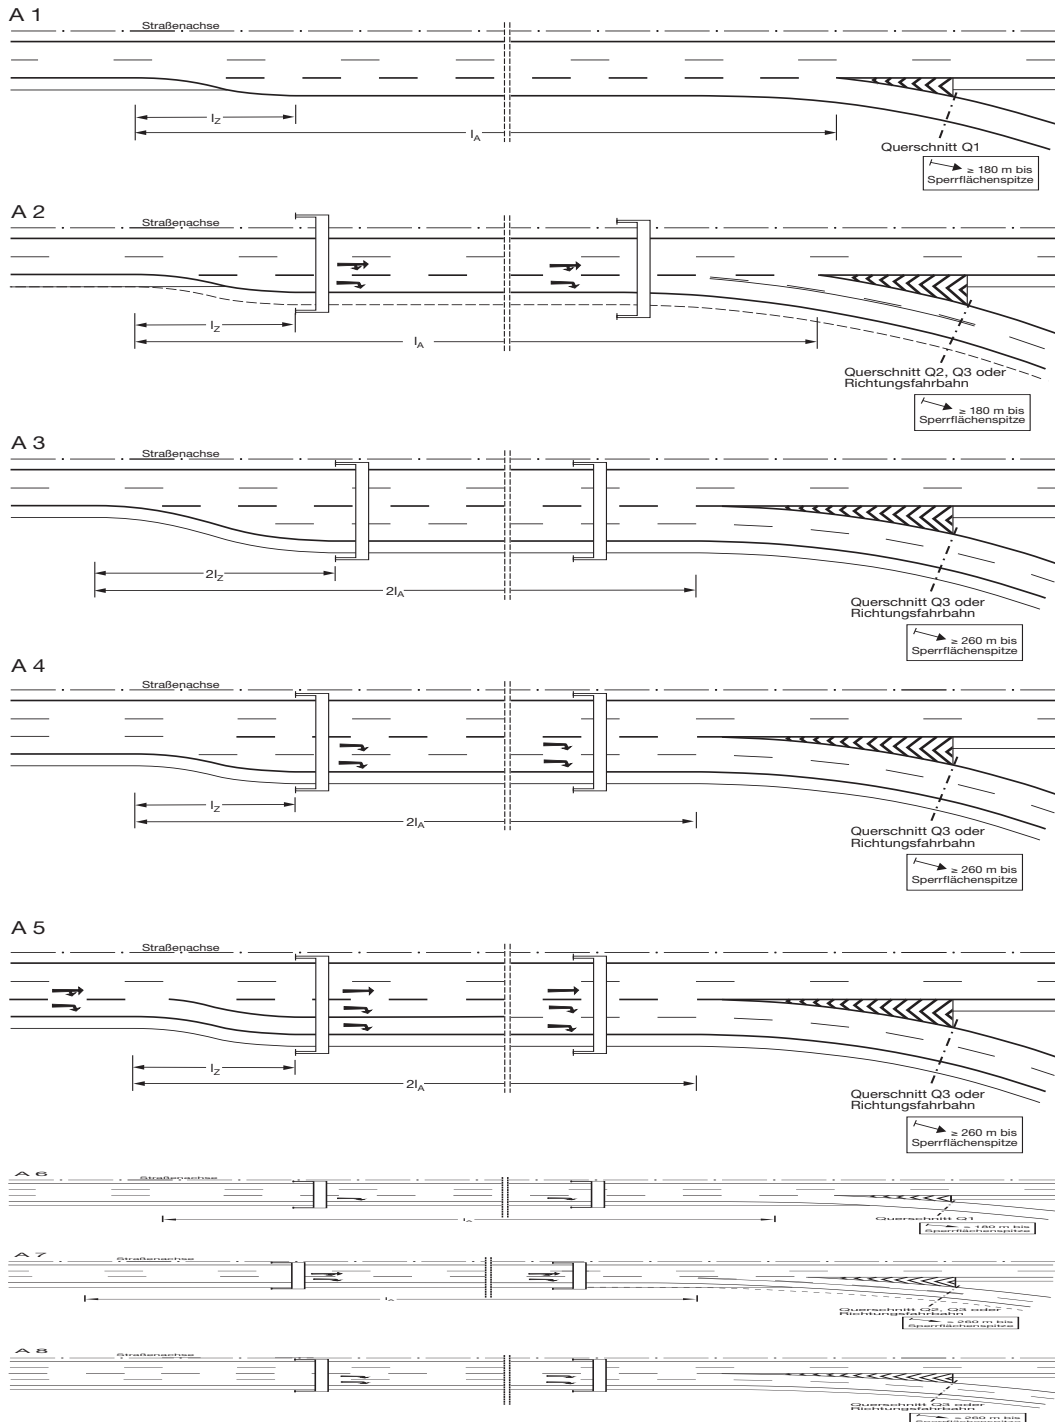 A 1
Straßenachse
lZ
lA
Querschnitt Q1
≥ 180 m bis
Sperrflächenspitze
A 2
Straßenachse
lZ
lA
Querschnitt Q2, Q3 oder
Richtungsfahrbahn
≥ 180 m bis
Sperrflächenspitze
A 3
Straßenachse
2lZ
2lA
Querschnitt Q3 oder
Richtungsfahrbahn
≥ 260 m bis
Sperrflächenspitze
A 4
Straßenachse
lZ
2lA
Querschnitt Q3 oder
Richtungsfahrbahn
≥ 260 m bis
Sperrflächenspitze
A 5
Straßenachse
lZ
2lA
Querschnitt Q3 oder
Richtungsfahrbahn
≥ 260 m bis
Sperrflächenspitze
A 6
Straßenachse
lA
Querschnitt Q1
≥ 180 m bis
Sperrflächenspitze
A 7
Straßenachse
lA
Querschnitt Q2, Q3 oder
Richtungsfahrbahn
≥ 260 m bis
Sperrflächenspitze
A 8
Straßenachse
Querschnitt Q3 oder
Richtungsfahrbahn
≥ 260 m bis
Sperrflächenspitze